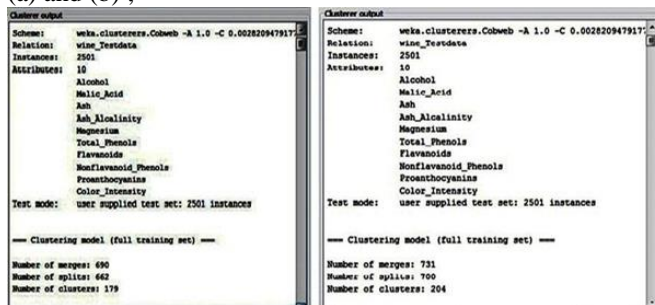 (a) and (b) ;
Clusterer output
Scheme: weka.clusterers.Cobweb -A 1.0 -C 0.0028209479177
Relation: wine_Testdata
Instances: 2501
Attributes: 10
Alcohol
Malic_Acid
Ash
Ash_Alcalinity
Magnesium
Total_Phenols
Flavanoids
Nonflavanoid_Phenols
Proanthocyanins
Color_Intensity
Test mode: user supplied test set: 2501 instances
=== Clustering model (full training set) ===
Number of merges: 690
Number of splits: 662
Number of clusters: 179
Clusterer output
Scheme: weka.clusterers.Cobweb -A 1.0 -C 0.0028209479177
Relation: wine_Testdata
Instances: 2501
Attributes: 10
Alcohol
Malic_Acid
Ash
Ash_Alcalinity
Magnesium
Total_Phenols
Flavanoids
Nonflavanoid_Phenols
Proanthocyanins
Color_Intensity
Test mode: user supplied test set: 2501 instances
=== Clustering model (full training set) ===
Number of merges: 731
Number of splits: 700
Number of clusters: 204